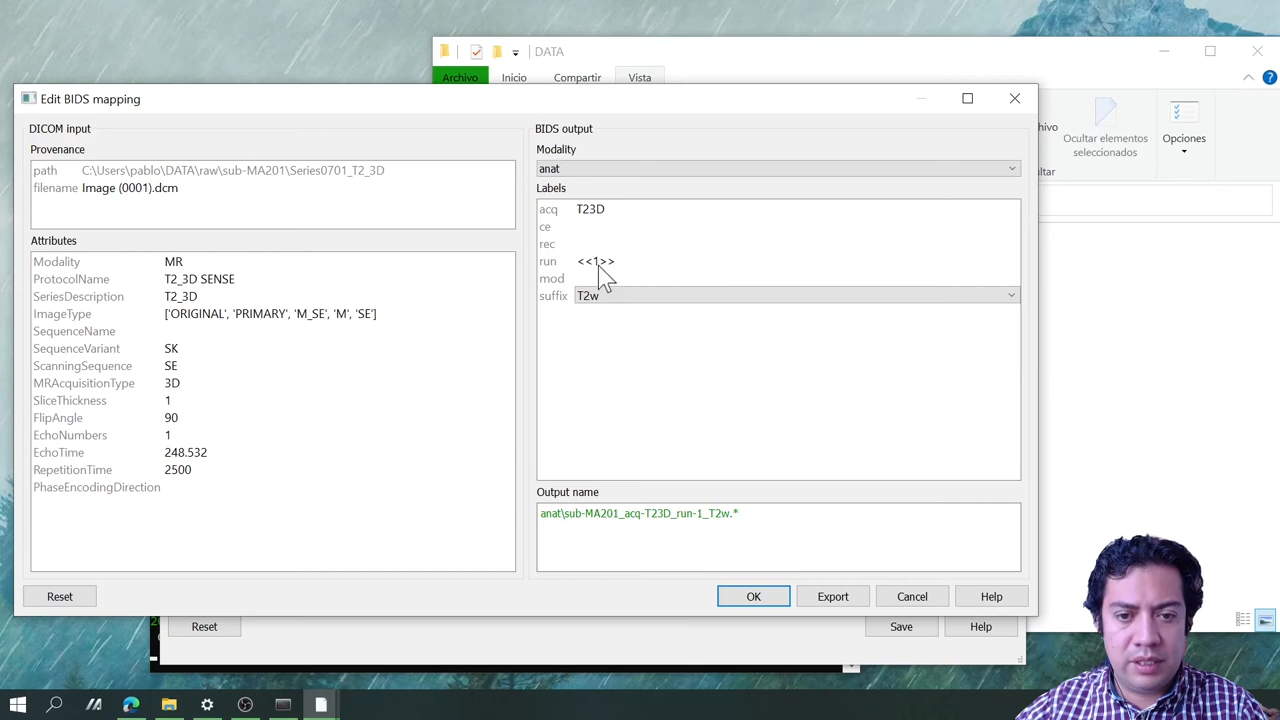 DATA
Archivo
Inicio
Compartir
Vista
Edit BIDS mapping
DICOM input
Provenance
path C:\Users\pablo\DATA\raw\sub-MA201\Series0701_T2_3D
filename Image (0001).dcm
Attributes
Modality MR
ProtocolName T2_3D SENSE
SeriesDescription T2_3D
ImageType ['ORIGINAL', 'PRIMARY', 'M_SE', 'M', 'SE']
SequenceName
SequenceVariant SK
ScanningSequence SE
MRAcquisitionType 3D
SliceThickness 1
FlipAngle 90
EchoNumbers 1
EchoTime 248.532
RepetitionTime 2500
PhaseEncodingDirection
BIDS output
Modality
anat
Labels
acq T23D
ce
rec
run <<1>>
mod
suffix T2w
Output name
anat\sub-MA201_acq-T23D_run-1_T2w.*
Reset
OK
Export
Cancel
Help
Ocultar elementos
seleccionados
Opciones
Reset
Save
Help